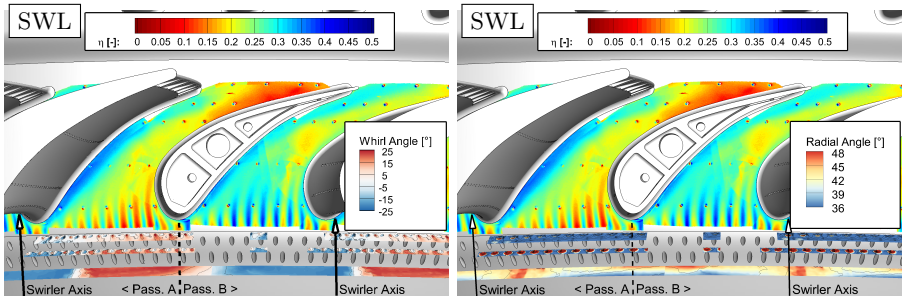 SWL
η [-]: 0 0.05 0.1 0.15 0.2 0.25 0.3 0.35 0.4 0.45 0.5
Whirl Angle [°]
25
15
5
-5
-15
-25
Swirler Axis < Pass. A Pass. B > Swirler Axis
SWL
η [-]: 0 0.05 0.1 0.15 0.2 0.25 0.3 0.35 0.4 0.45 0.5
Radial Angle [°]
48
45
42
39
36
Swirler Axis < Pass. A Pass. B > Swirler Axis